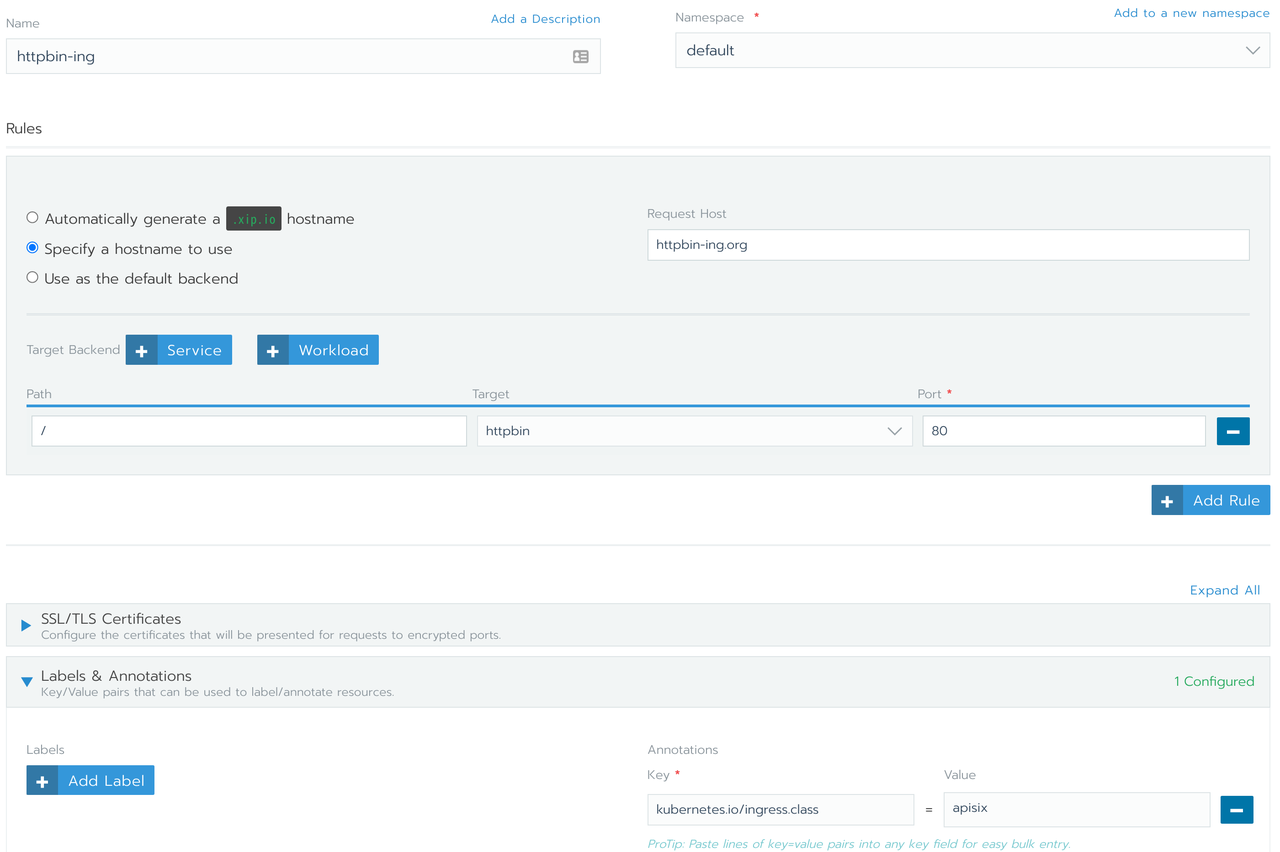 Name
Add a Description
Namespace *
Add to a new namespace
httpbin-ing
default
Rules
Automatically generate a .xip.io hostname
Specify a hostname to use
Use as the default backend
Request Host
httpbin-ing.org
Target Backend
+ Service
+ Workload
Path
Target
Port *
/
httpbin
80
+ Add Rule
Expand All
SSL/TLS Certificates
Configure the certificates that will be presented for requests to encrypted ports.
Labels & Annotations
Key/Value pairs that can be used to label/annotate resources.
1 Configured
Labels
+ Add Label
Annotations
Key *
Value
kubernetes.io/ingress.class
=
apisix
ProTip: Paste lines of key=value pairs into any key field for easy bulk entry.